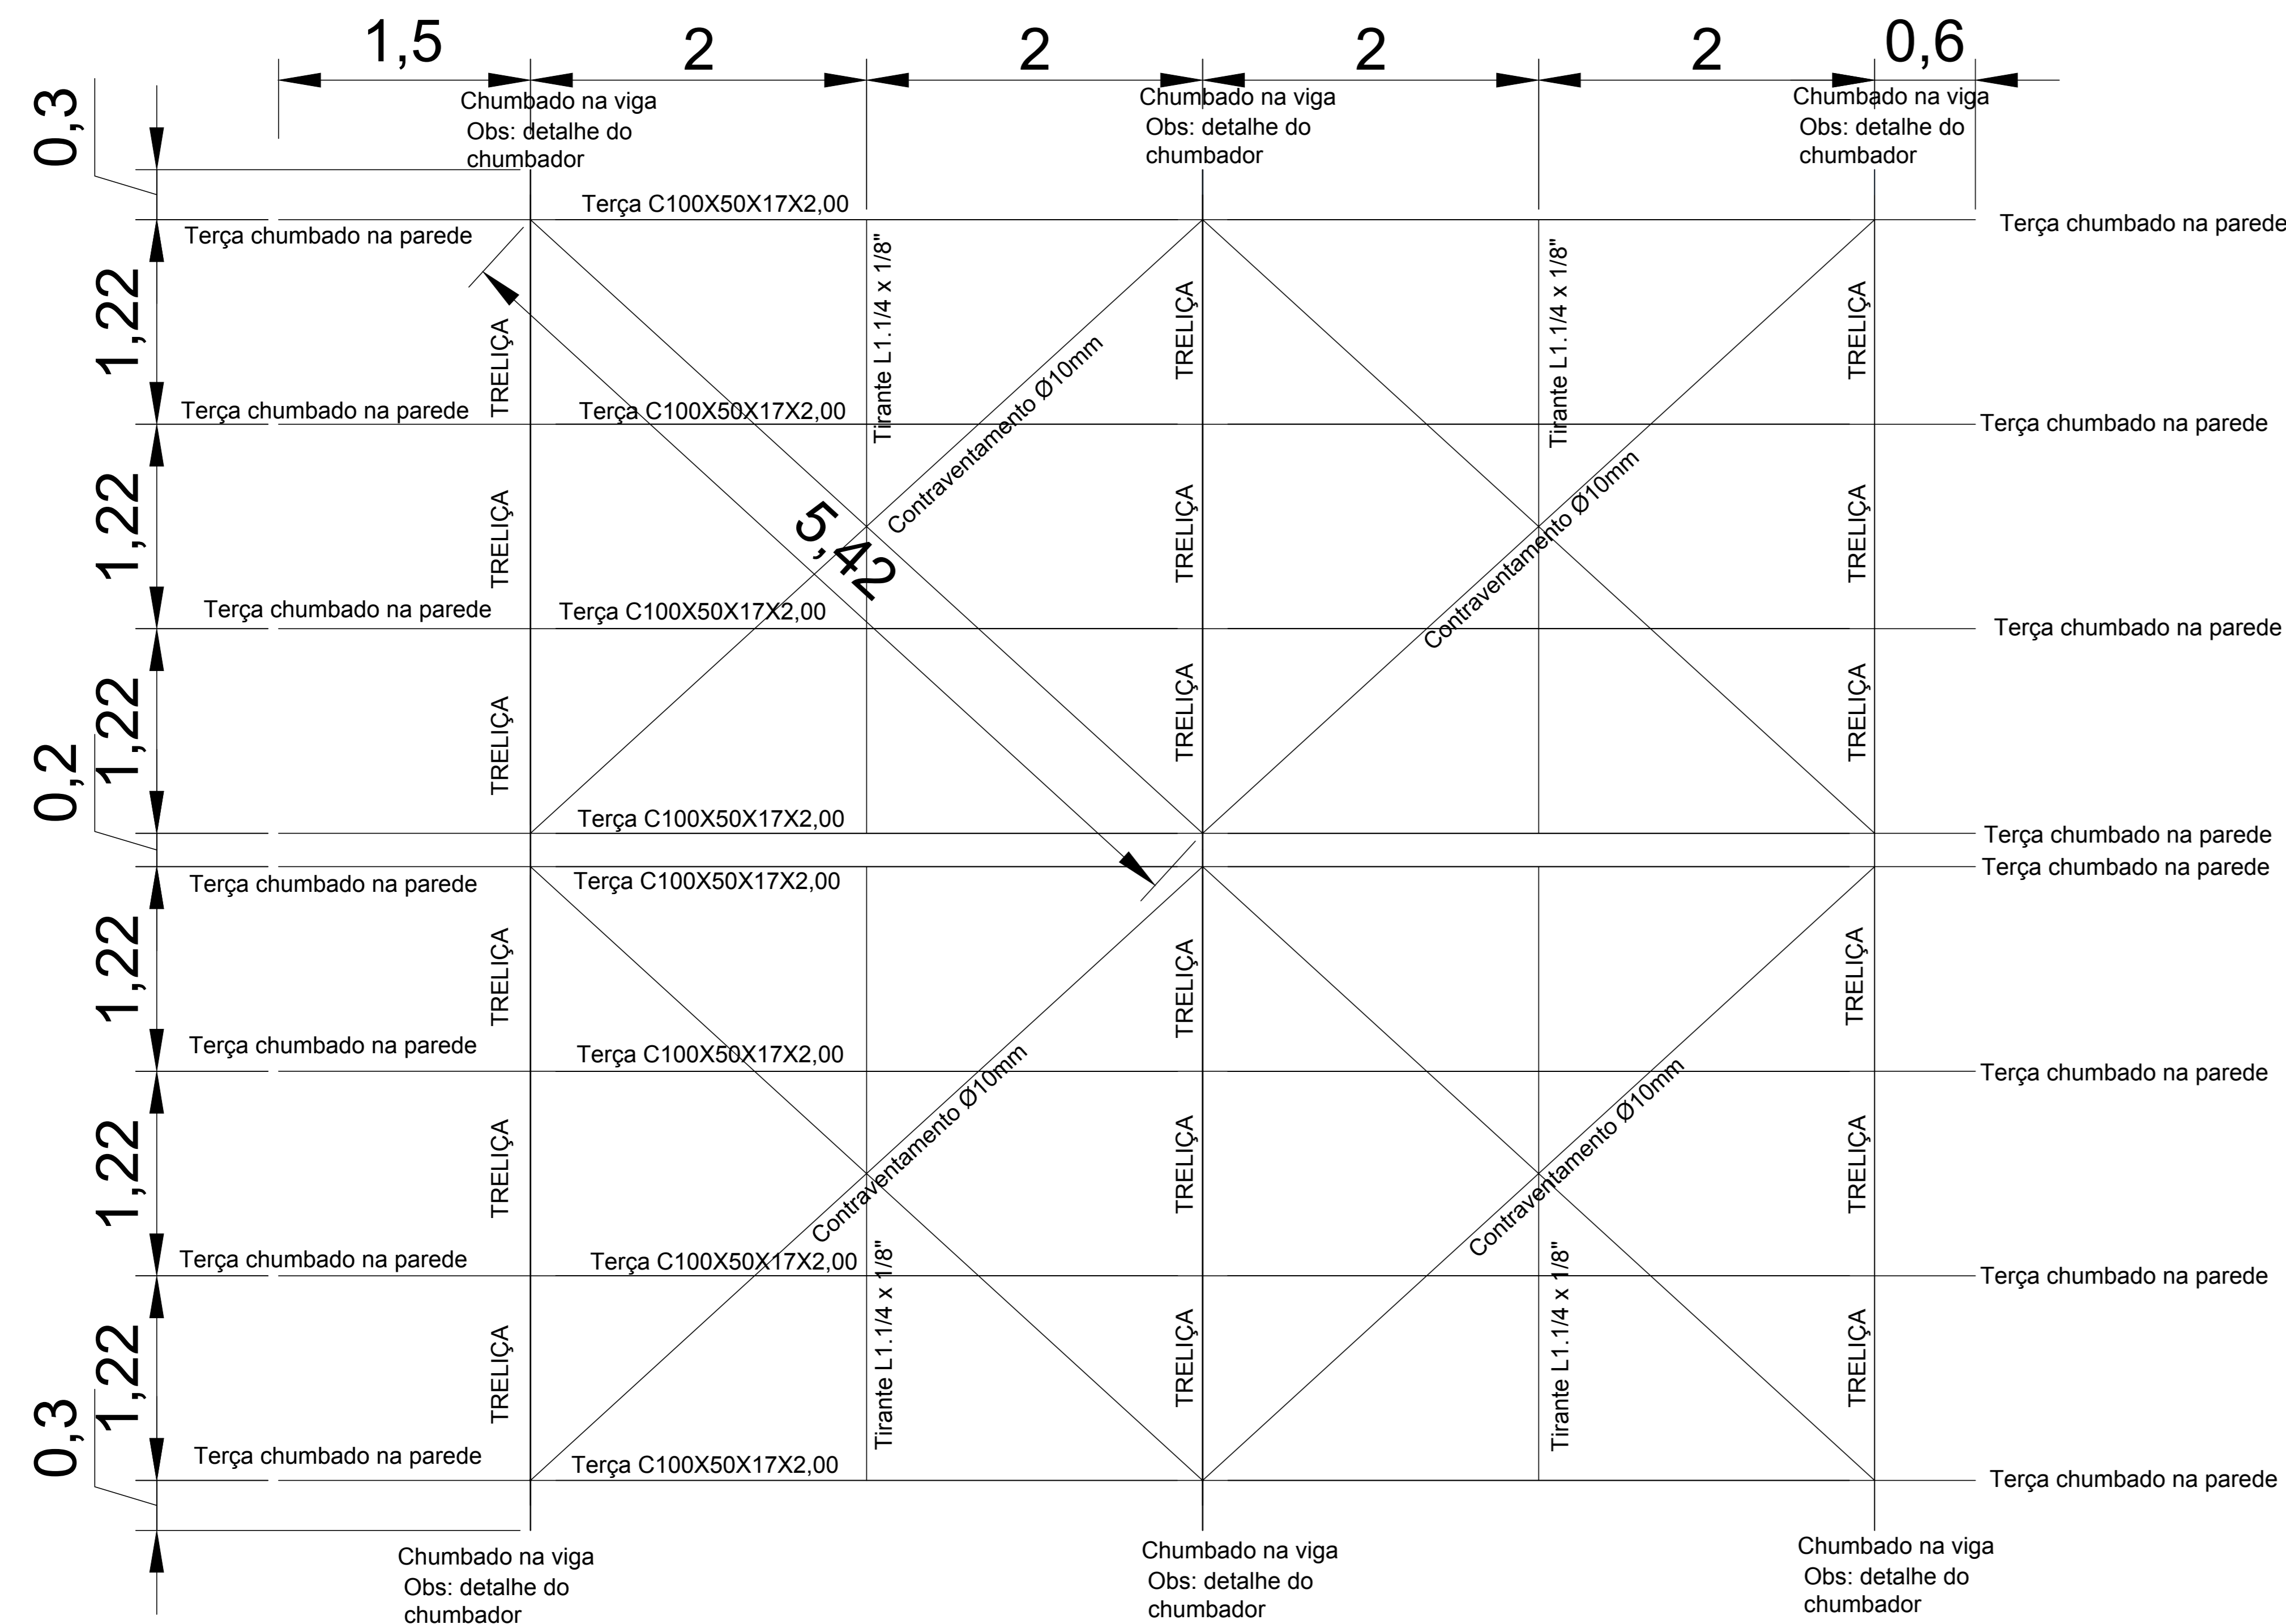 1,5
2
2
2
2
0,6
0,3
Chumbado na viga
Obs: detalhe do
chumbador
Chumbado na viga
Obs: detalhe do
chumbador
Chumbado na viga
Obs: detalhe do
chumbador
Terça C100X50X17X2,00
Terça chumbado na parede
Terça chumbado na parede
1,22
TRELIÇA
Tirante L1.1/4 x 1/8"
Contraventamento Ø10mm
TRELIÇA
Tirante L1.1/4 x 1/8"
TRELIÇA
Terça chumbado na parede
Terça C100X50X17X2,00
Terça chumbado na parede
1,22
TRELIÇA
5,42
TRELIÇA
Contraventamento Ø10mm
TRELIÇA
Terça chumbado na parede
Terça C100X50X17X2,00
Terça chumbado na parede
1,22
TRELIÇA
TRELIÇA
TRELIÇA
0,2
Terça C100X50X17X2,00
Terça chumbado na parede
Terça chumbado na parede
Terça chumbado na parede
Terça C100X50X17X2,00
1,22
TRELIÇA
TRELIÇA
TRELIÇA
Terça chumbado na parede
Terça C100X50X17X2,00
Terça chumbado na parede
1,22
TRELIÇA
Contraventamento Ø10mm
TRELIÇA
Contraventamento Ø10mm
TRELIÇA
Terça chumbado na parede
Terça C100X50X17X2,00
Terça chumbado na parede
1,22
TRELIÇA
Tirante L1.1/4 x 1/8"
TRELIÇA
Tirante L1.1/4 x 1/8"
TRELIÇA
0,3
Terça chumbado na parede
Terça C100X50X17X2,00
Terça chumbado na parede
Chumbado na viga
Obs: detalhe do
chumbador
Chumbado na viga
Obs: detalhe do
chumbador
Chumbado na viga
Obs: detalhe do
chumbador